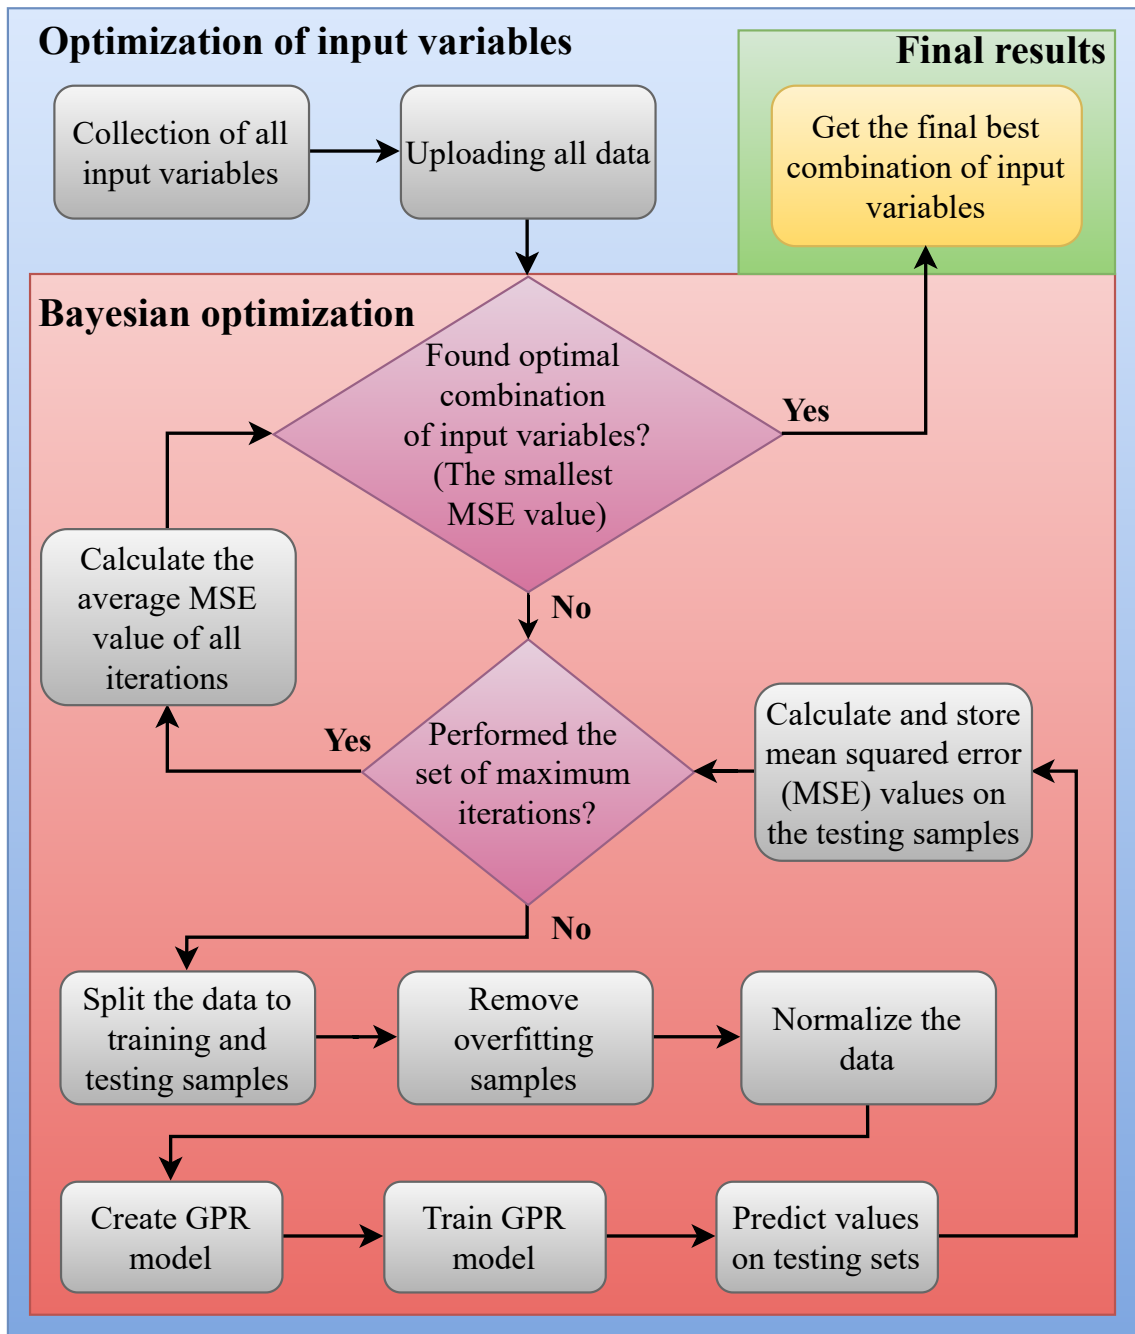 Optimization of input variables
Final results
Collection of all
input variables
Uploading all data
Get the final best
combination of input
variables
Bayesian optimization
Found optimal
combination
of input variables?
(The smallest
MSE value)
Yes
Calculate the
average MSE
value of all
iterations
No
Yes
Performed the
set of maximum
iterations?
Calculate and store
mean squared error
(MSE) values on
the testing samples
No
Split the data to
training and
testing samples
Remove
overfitting
samples
Normalize the
data
Create GPR
model
Train GPR
model
Predict values
on testing sets